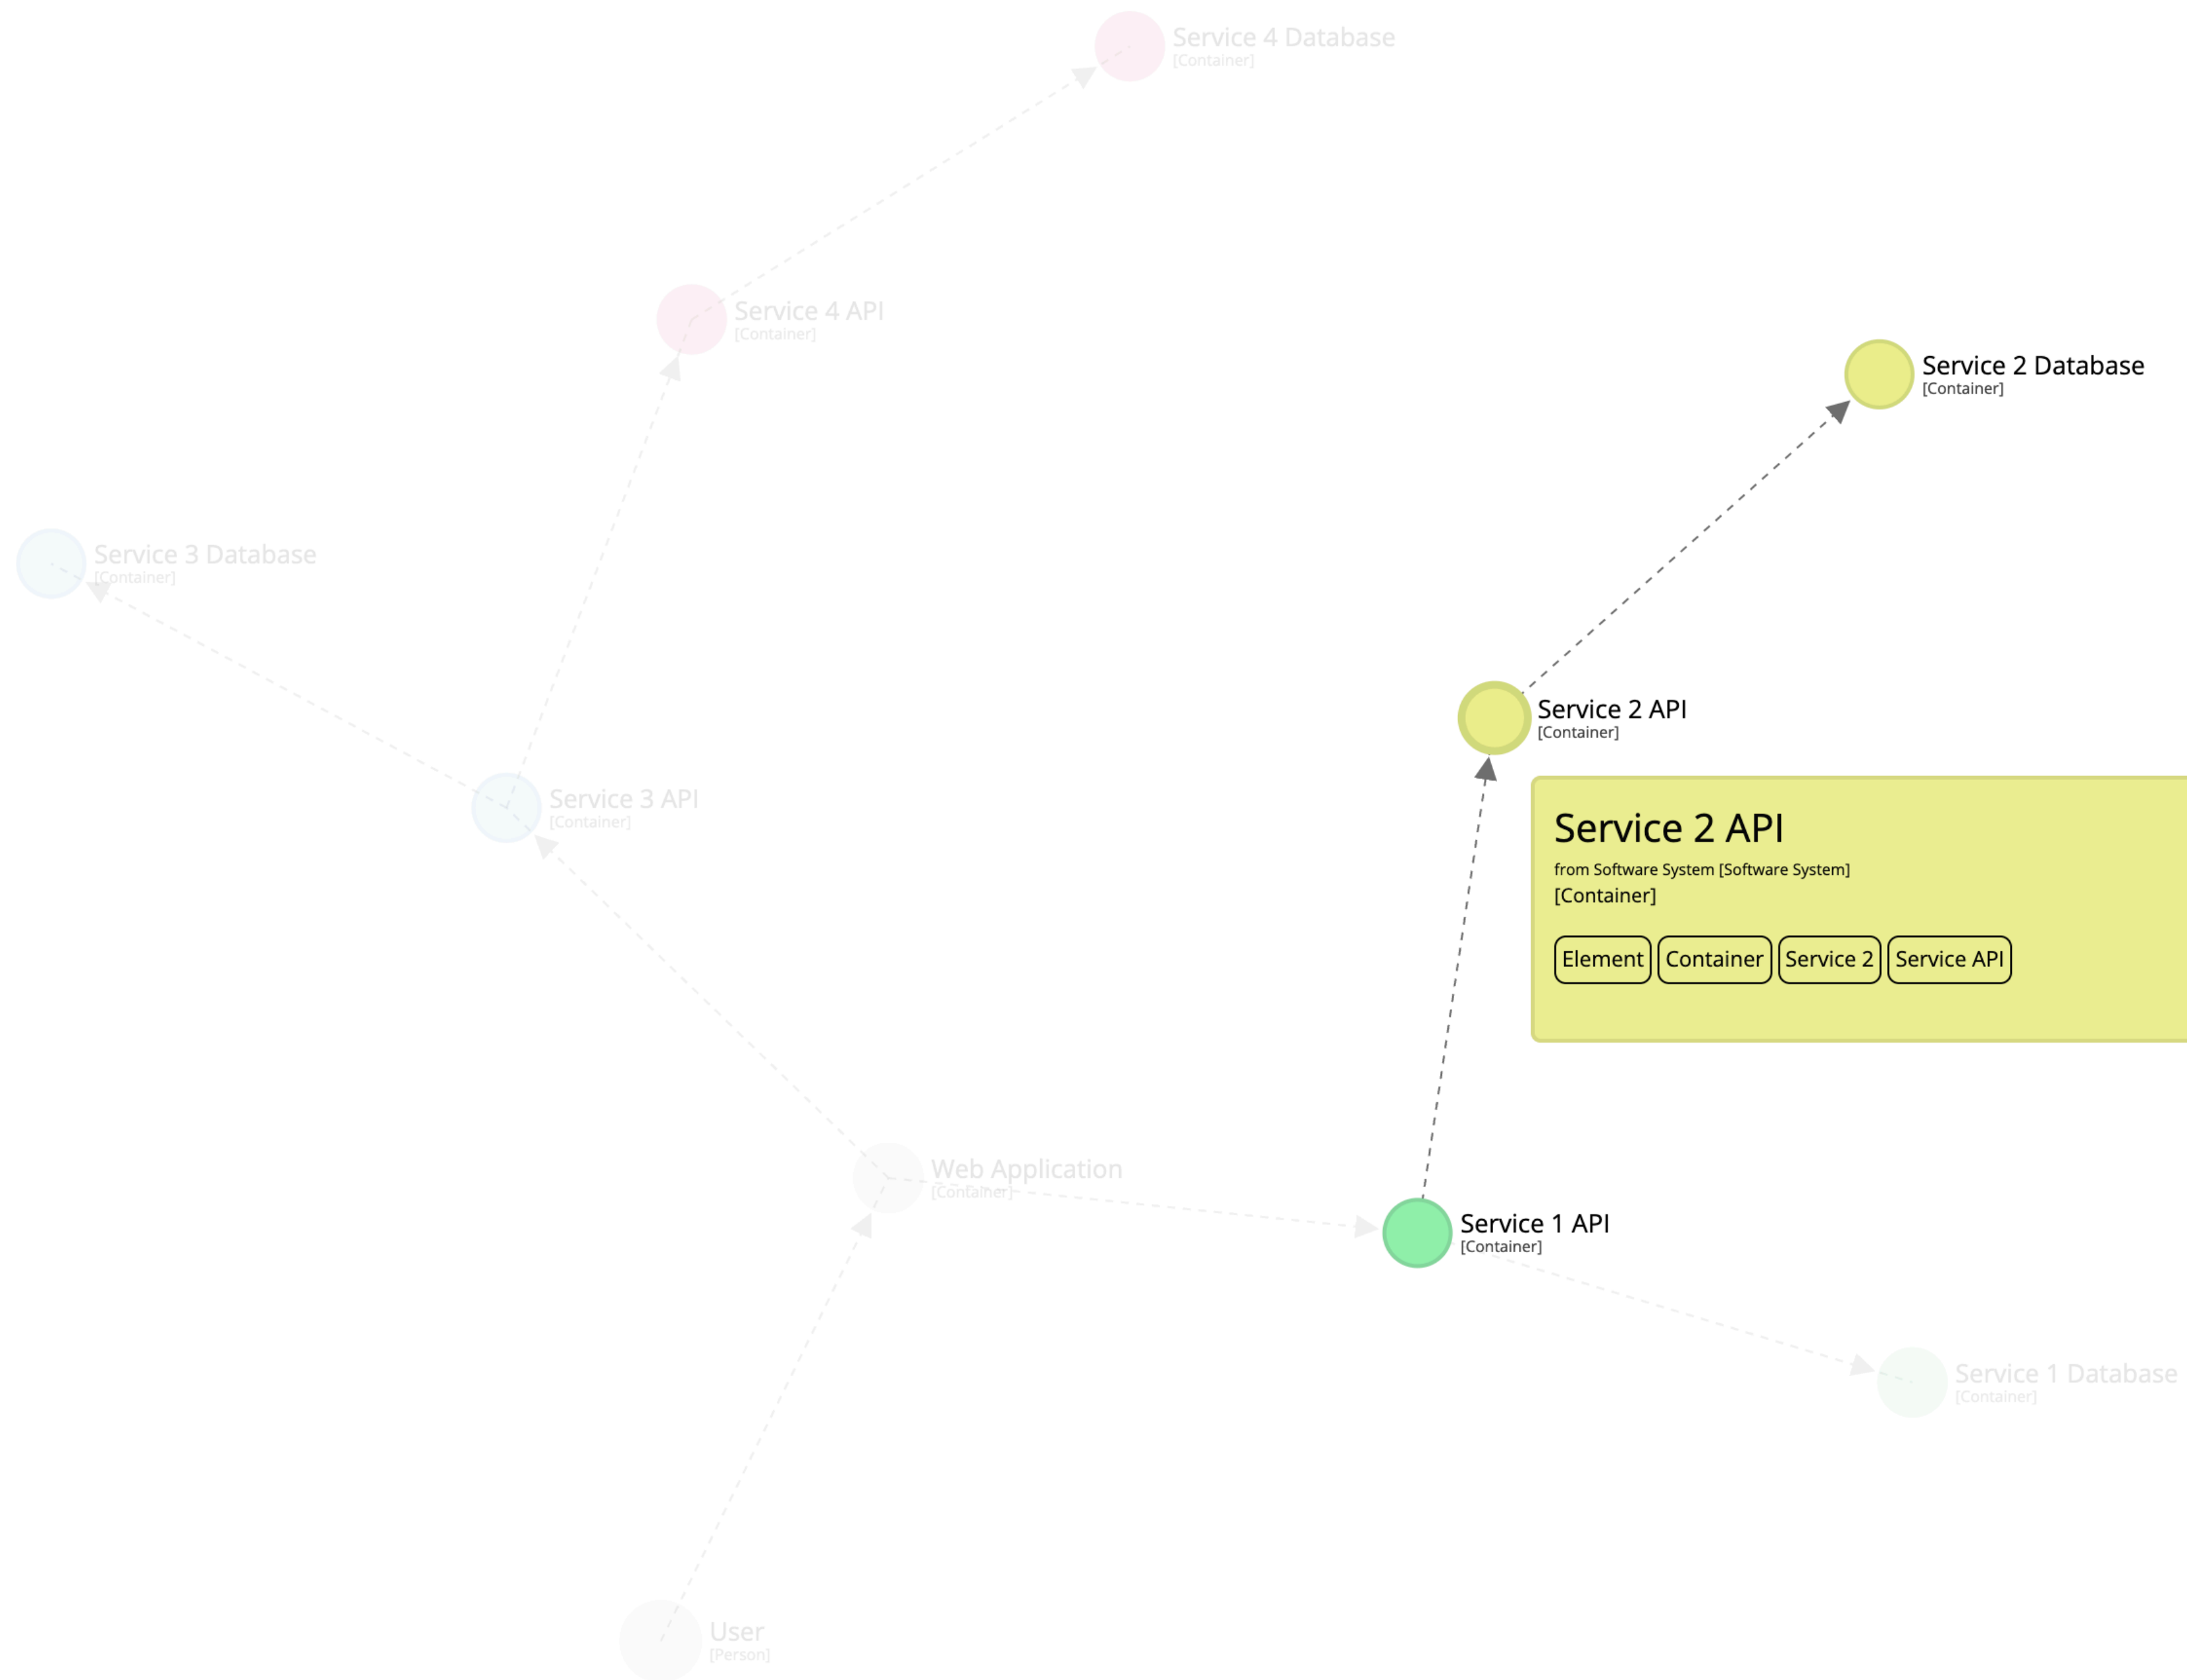 Service 4 Database
[Container]
Service 4 API
[Container]
Service 2 Database
[Container]
Service 3 Database
[Container]
Service 2 API
[Container]
Service 3 API
[Container]
Service 2 API
from Software System [Software System]
[Container]
Element Container Service 2 Service API
Web Application
[Container]
Service 1 API
[Container]
Service 1 Database
[Container]
User
[Person]